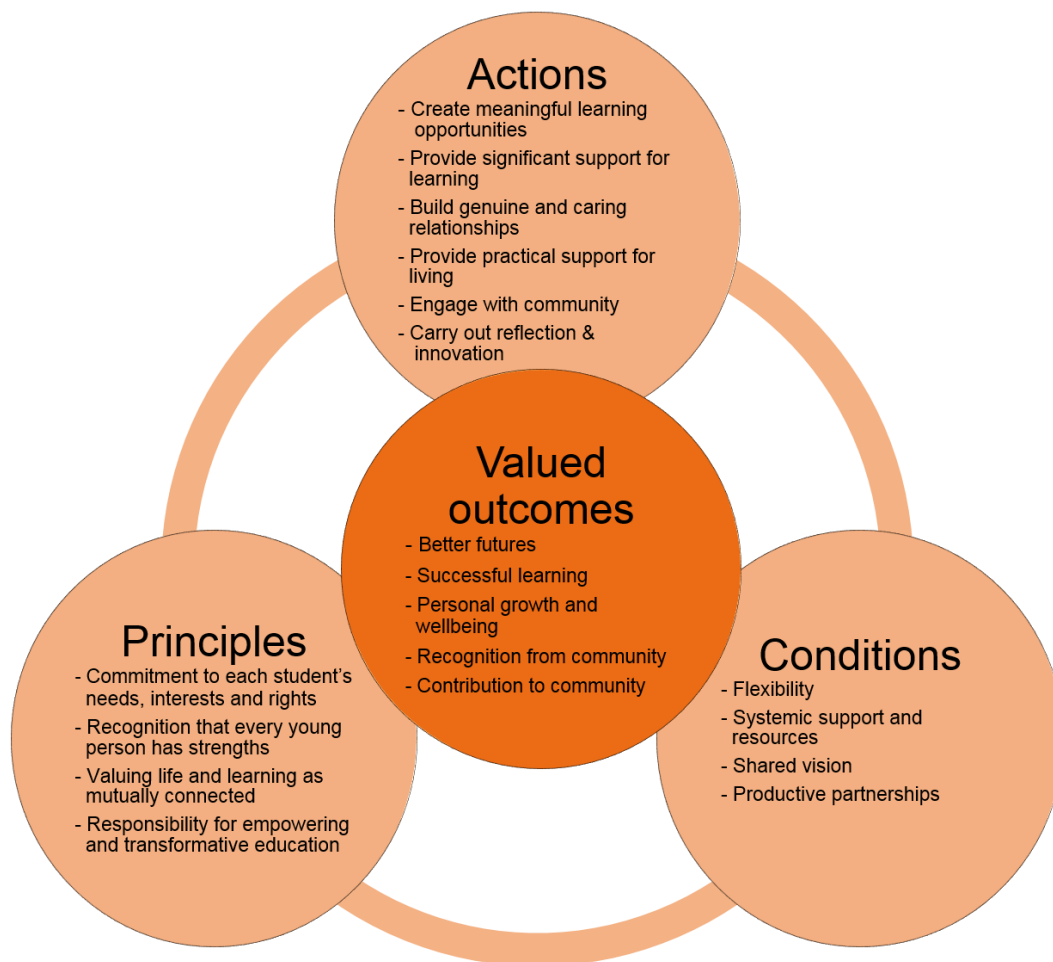 Actions
- Create meaningful learning
opportunities
- Provide significant support for
learning
- Build genuine and caring
relationships
- Provide practical support for
living
- Engage with community
- Carry out reflection &
innovation
Valued
outcomes
- Better futures
- Successful learning
- Personal growth and
wellbeing
- Recognition from community
- Contribution to community
Principles
- Commitment to each student’s
needs, interests and rights
- Recognition that every young
person has strengths
- Valuing life and learning as
mutually connected
- Responsibility for empowering
and transformative education
Conditions
- Flexibility
- Systemic support and
resources
- Shared vision
- Productive partnerships